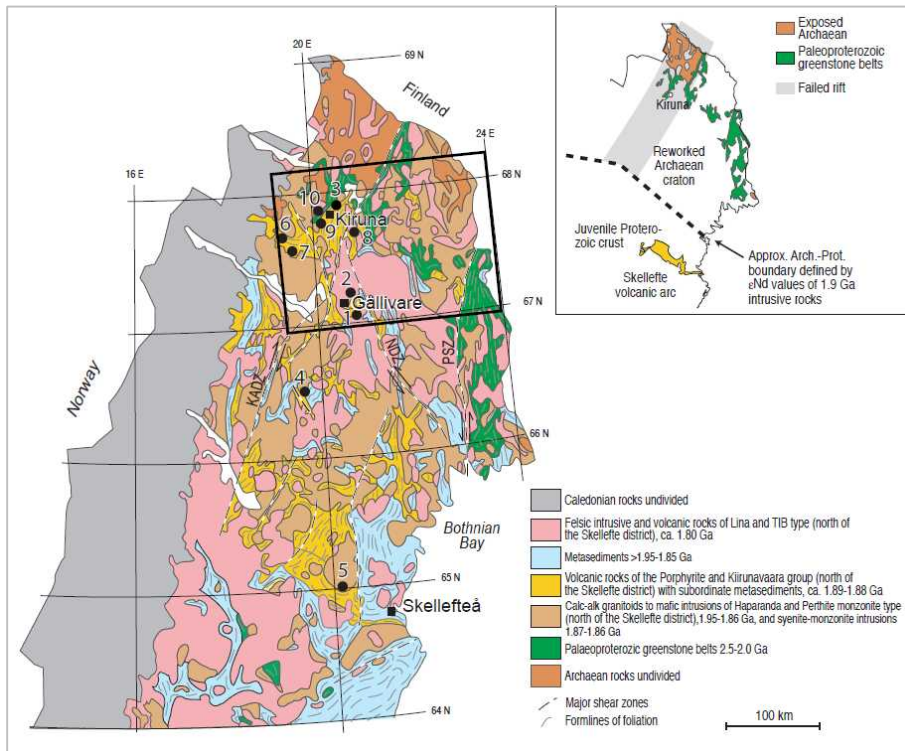 20 E
69 N
Finland
24 E
68 N
16 E
3
10
Kiruna
6
9
8
7
2
Gällivare
67 N
1
KADZ
NDZ
PSZ
4
Norway
66 N
Bothnian
Bay
5
65 N
Skellefteå
64 N
Exposed
Archaean
Paleoproterozoic
greenstone belts
Failed rift
Kiruna
Reworked
Archaean
craton
Juvenile Protero-
zoic crust
Skellefte
volcanic arc
Approx. Arch.-Prot.
boundary defined by
εNd values of 1.9 Ga
intrusive rocks
Caledonian rocks undivided
Felsic intrusive and volcanic rocks of Lina and TIB type (north of
the Skellefte district), ca. 1.80 Ga
Metasediments >1.95-1.85 Ga
Volcanic rocks of the Porphyrite and Kiirunavaara group (north of
the Skellefte district) with subordinate metasediments, ca. 1.89-1.88 Ga
Calc-alk granitoids to mafic intrusions of Haparanda and Perthite monzonite type
(north of the Skellefte district),1.95-1.86 Ga, and syenite-monzonite intrusions
1.87-1.86 Ga
Palaeoproterozic greenstone belts 2.5-2.0 Ga
Archaean rocks undivided
Major shear zones
Formlines of foliation
100 km